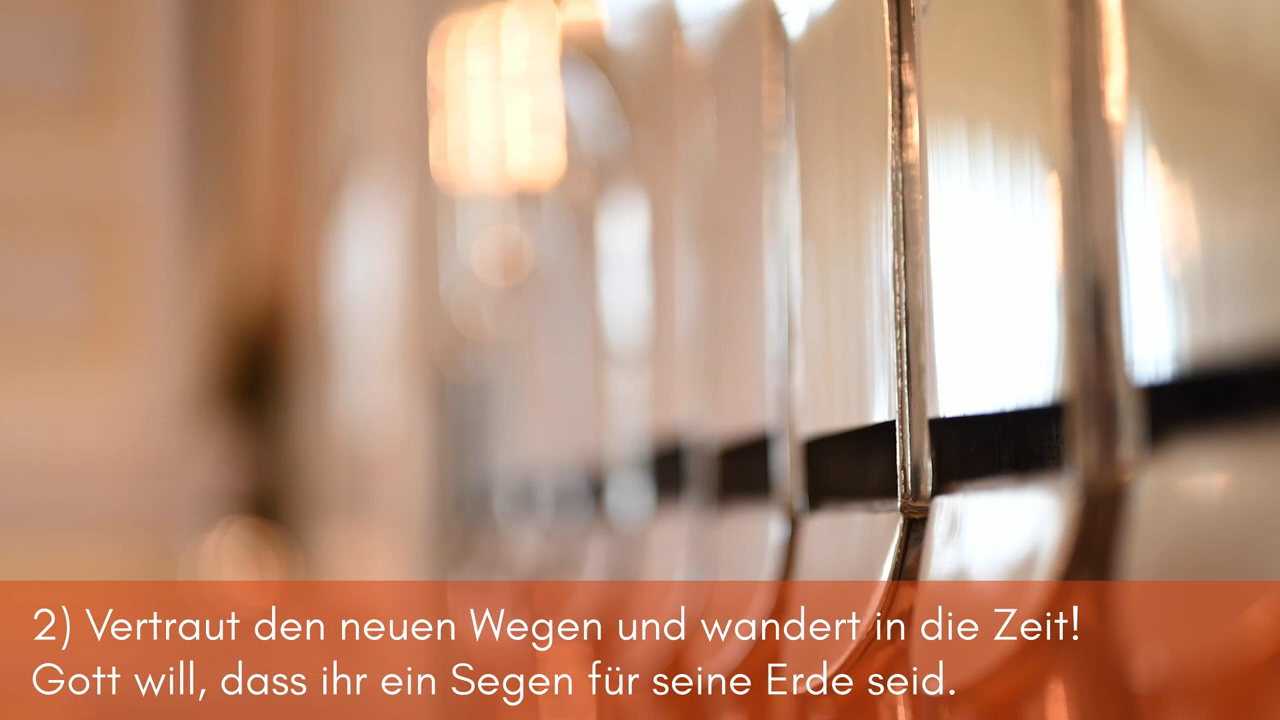 2) Vertraut den neuen Wegen und wandert in die Zeit!
Gott will, dass ihr ein Segen für seine Erde seid.